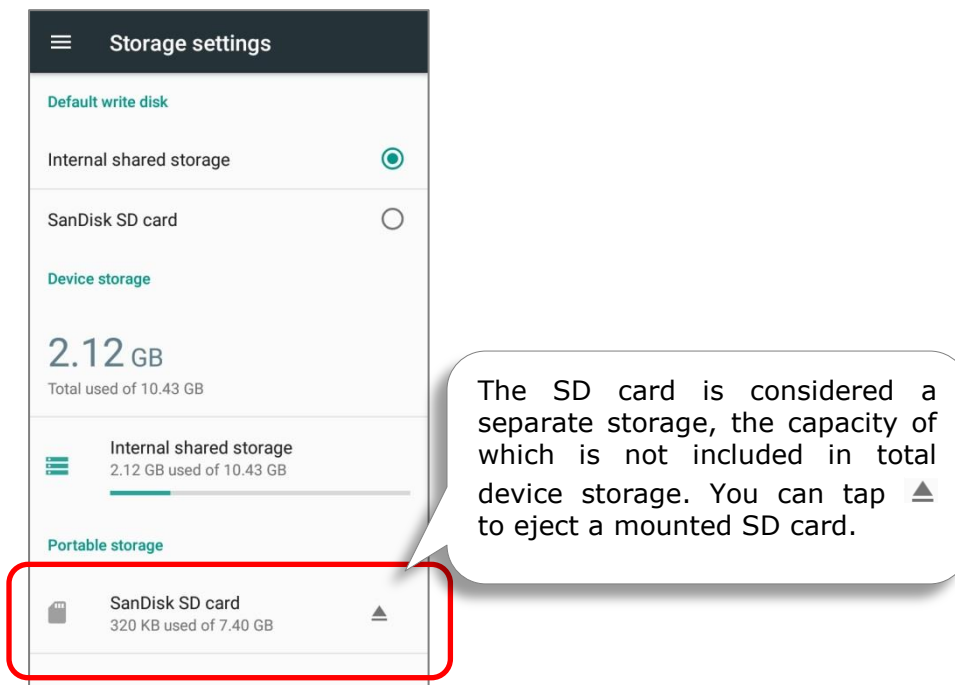 Storage settings
Default write disk
Internal shared storage
SanDisk SD card
Device storage
2.12 GB
Total used of 10.43 GB
Internal shared storage
2.12 GB used of 10.43 GB
Portable storage
SanDisk SD card
320 KB used of 7.40 GB
The SD card is considered a
separate storage, the capacity of
which is not included in total
device storage. You can tap
to eject a mounted SD card.